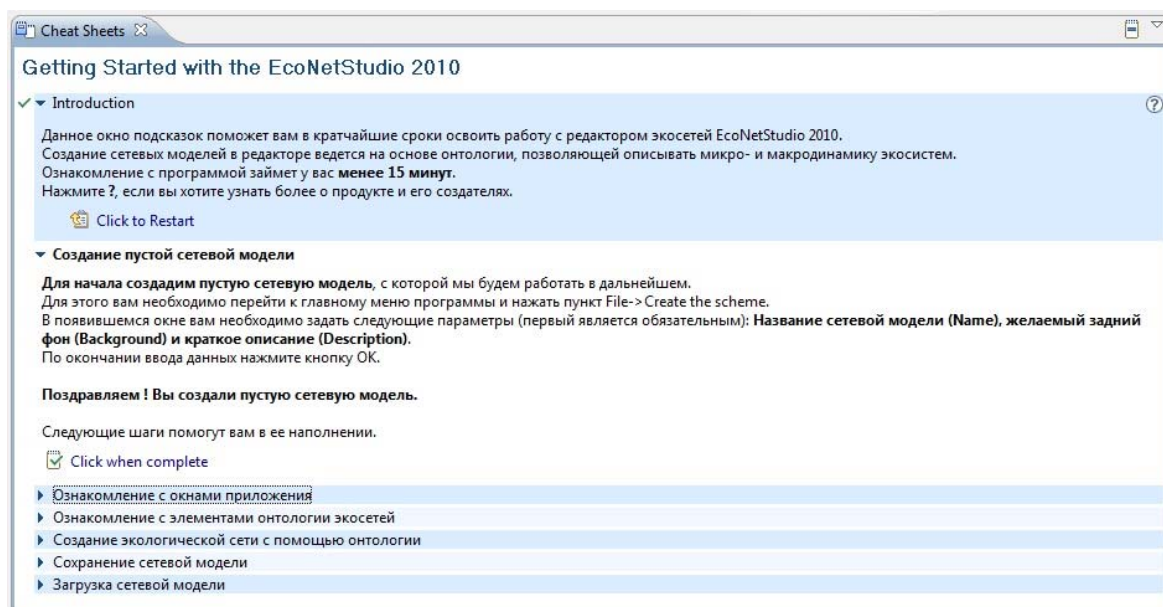 Cheat Sheets
Getting Started with the EcoNetStudio 2010
Introduction
Данное окно подсказок поможет вам в кратчайшие сроки освоить работу с редактором экосетей EcoNetStudio 2010.
Создание сетевых моделей в редакторе ведется на основе онтологии, позволяющей описывать микро- и макродинамику экосистем.
Ознакомление с программой займет у вас менее 15 минут.
Нажмите ?, если вы хотите узнать более о продукте и его создателях.
Click to Restart
Создание пустой сетевой модели
Для начала создадим пустую сетевую модель, с которой мы будем работать в дальнейшем.
Для этого вам необходимо перейти к главному меню программы и нажать пункт File->Create the scheme.
В появившемся окне вам необходимо задать следующие параметры (первый является обязательным): Название сетевой модели (Name), желаемый задний
фон (Background) и краткое описание (Description).
По окончании ввода данных нажмите кнопку OK.
Поздравляем ! Вы создали пустую сетевую модель.
Следующие шаги помогут вам в ее наполнении.
Click when complete
Ознакомление с окнами приложения
Ознакомление с элементами онтологии экосетей
Создание экологической сети с помощью онтологии
Сохранение сетевой модели
Загрузка сетевой модели